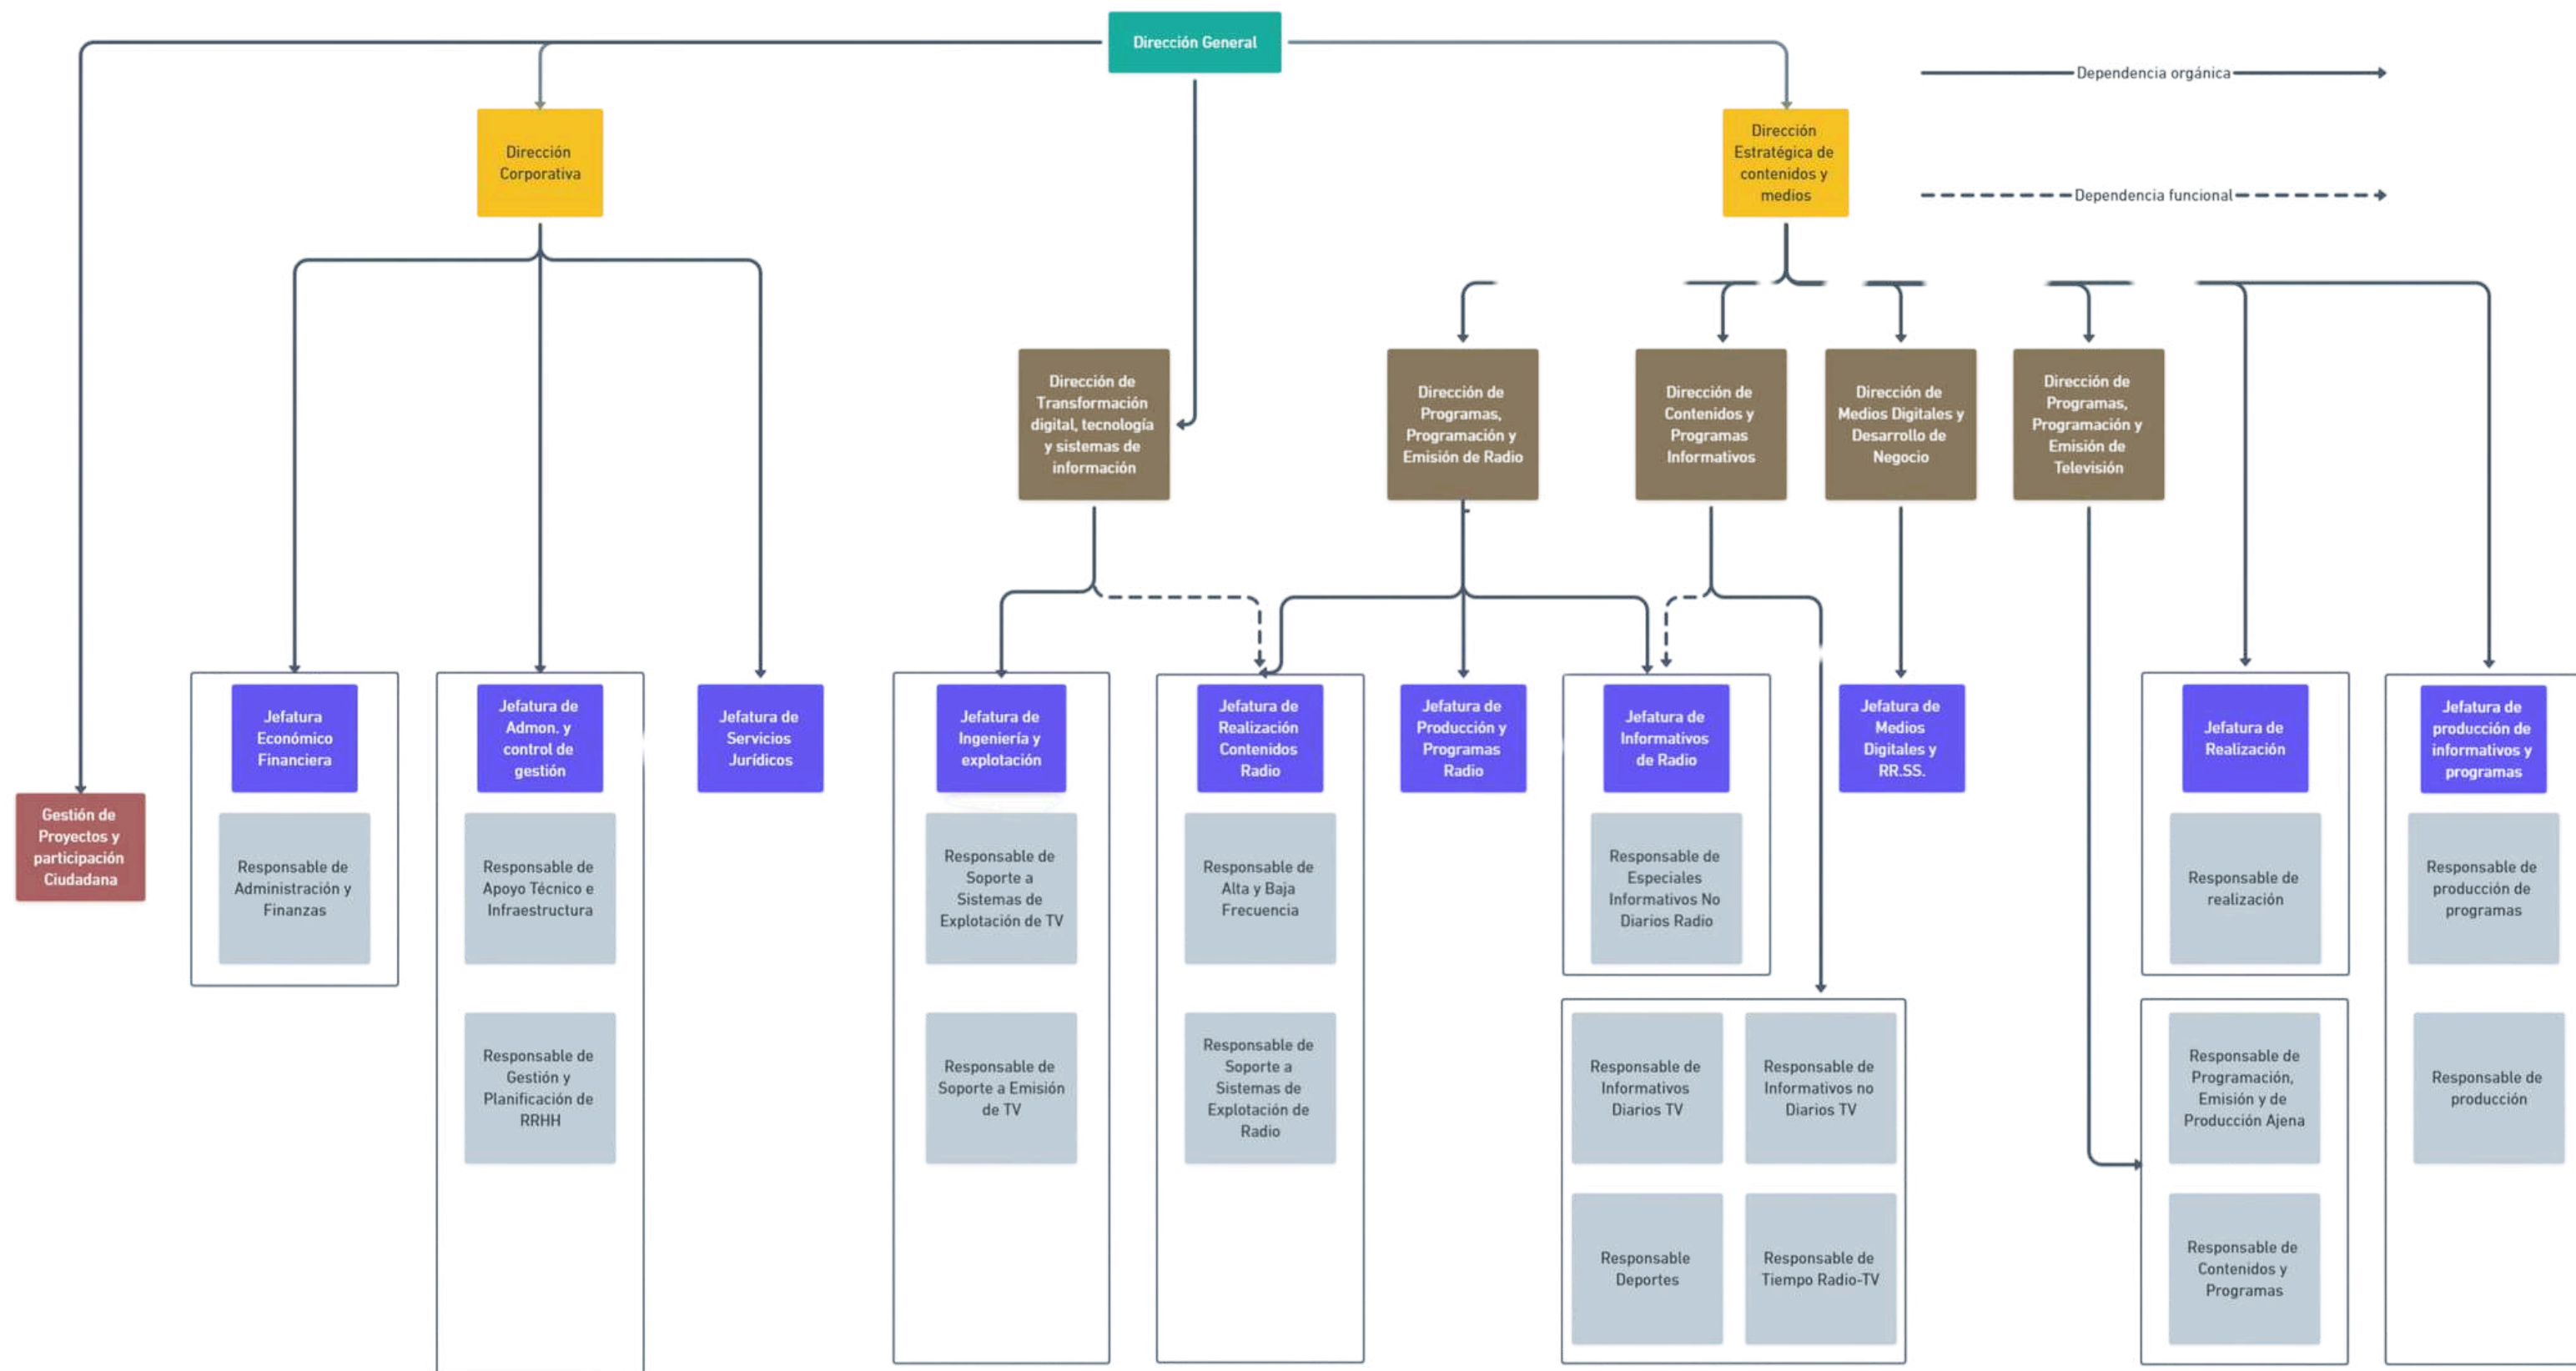 Dirección General
Dependencia orgánica
Dependencia funcional
Dirección
Corporativa
Dirección
Estratégica de
contenidos y
medios
Dirección de
Transformación
digital, tecnología
y sistemas de
información
Dirección de
Programas,
Programación y
Emisión de Radio
Dirección de
Contenidos y
Programas
Informativos
Dirección de
Medios Digitales y
Desarrollo de
Negocio
Dirección de
Programas,
Programación y
Emisión de
Televisión
Gestión de
Proyectos y
participación
Ciudadana
Jefatura
Económico
Financiera
Jefatura de
Admon. y
control de
gestión
Jefatura de
Servicios
Jurídicos
Jefatura de
Ingeniería y
explotación
Jefatura de
Realización
Contenidos
Radio
Jefatura de
Producción y
Programas
Radio
Jefatura de
Informativos
de Radio
Jefatura de
Medios
Digitales y
RR.SS.
Jefatura de
Realización
Jefatura de
producción de
informativos y
programas
Responsable de
Administración y
Finanzas
Responsable de
Apoyo Técnico e
Infraestructura
Responsable de
Soporte a
Sistemas de
Explotación de TV
Responsable de
Alta y Baja
Frecuencia
Responsable de
Especiales
Informativos No
Diarios Radio
Responsable de
realización
Responsable de
producción de
programas
Responsable de
Gestión y
Planificación de
RRHH
Responsable de
Soporte a Emisión
de TV
Responsable de
Soporte a
Sistemas de
Explotación de
Radio
Responsable de
Informativos
Diarios TV
Responsable de
Informativos no
Diarios TV
Responsable de
Programación,
Emisión y de
Producción Ajena
Responsable de
producción
Responsable
Deportes
Responsable de
Tiempo Radio-TV
Responsable de
Contenidos y
Programas